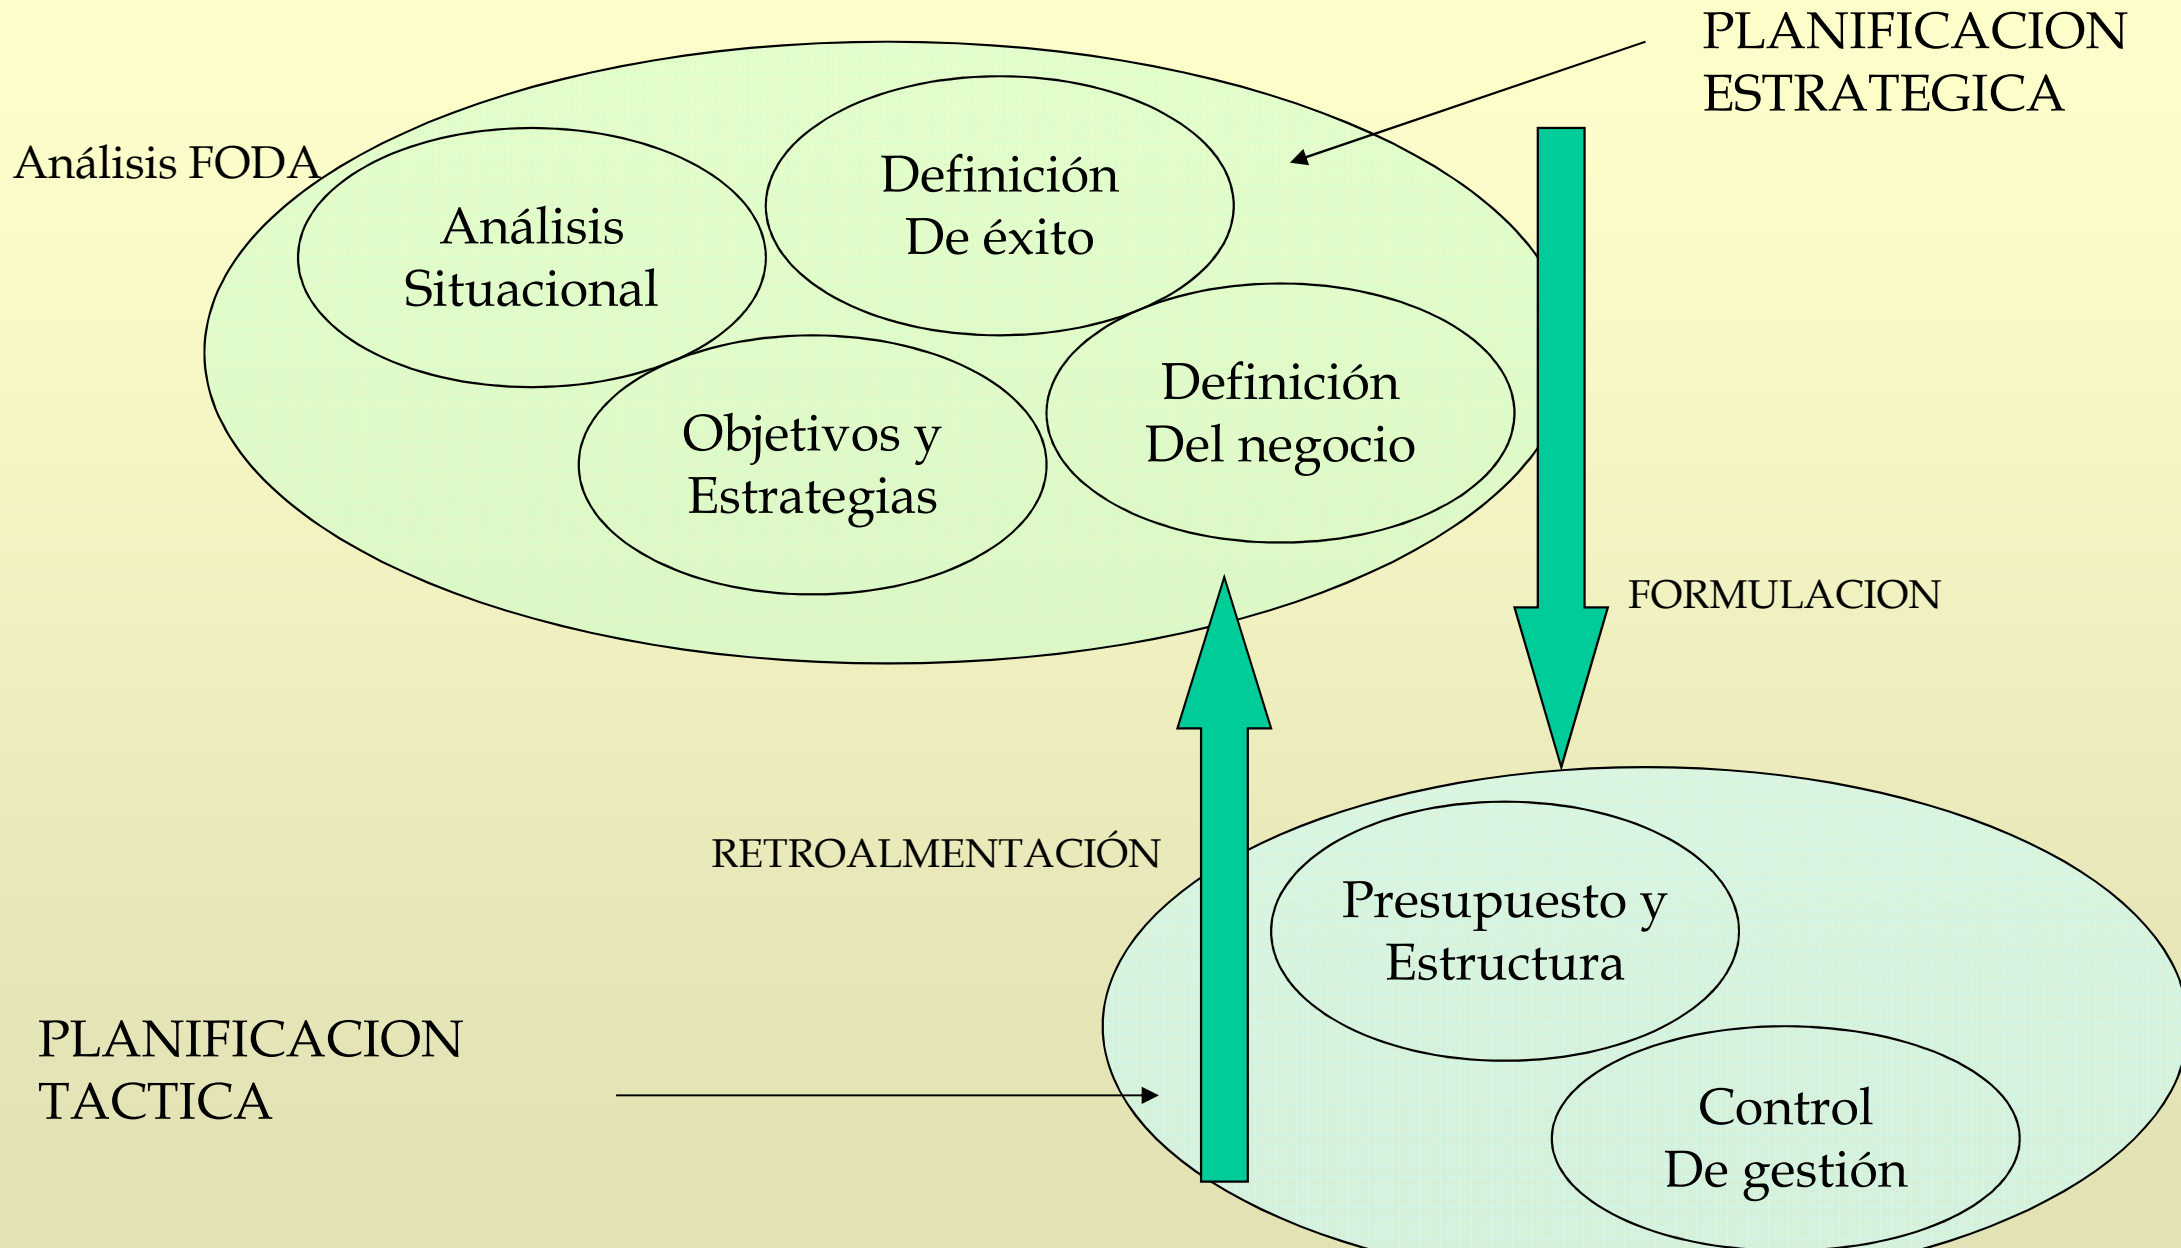 PLANIFICACION
ESTRATEGICA
Análisis FODA
Análisis
Situacional
Definición
De éxito
Objetivos y
Estrategias
Definición
Del negocio
FORMULACION
RETROALMENTACIÓN
Presupuesto y
Estructura
PLANIFICACION
TACTICA
Control
De gestión